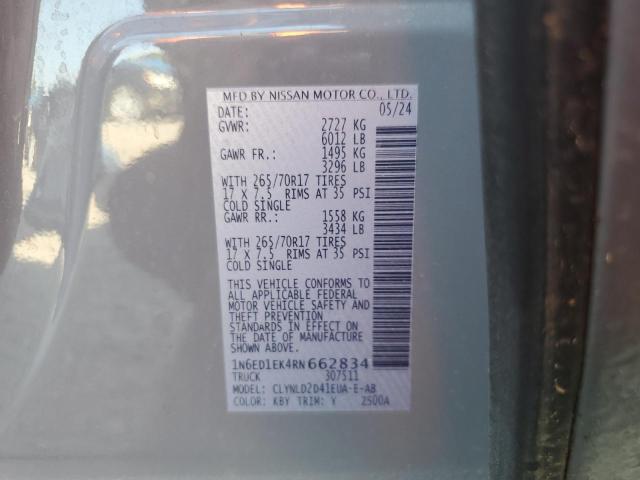 MFD BY NISSAN MOTOR CO., LTD.
DATE: 05/24
GVWR: 2727 KG
6012 LB
GAWR FR.: 1495 KG
3296 LB
WITH 265/70R17 TIRES
17 X 7.5 RIMS AT 35 PSI
COLD SINGLE
GAWR RR.: 1558 KG
3434 LB
WITH 265/70R17 TIRES
17 X 7.5 RIMS AT 35 PSI
COLD SINGLE
THIS VEHICLE CONFORMS TO
ALL APPLICABLE FEDERAL
MOTOR VEHICLE SAFETY AND
THEFT PREVENTION
STANDARDS IN EFFECT ON
THE DATE OF MANUFACTURE
SHOWN ABOVE
1N6ED1EK4RN662834
TRUCK 307511
MODEL: CLYNLD2D41EUA-E-AB
COLOR: KBY TRIM: Y 2500A